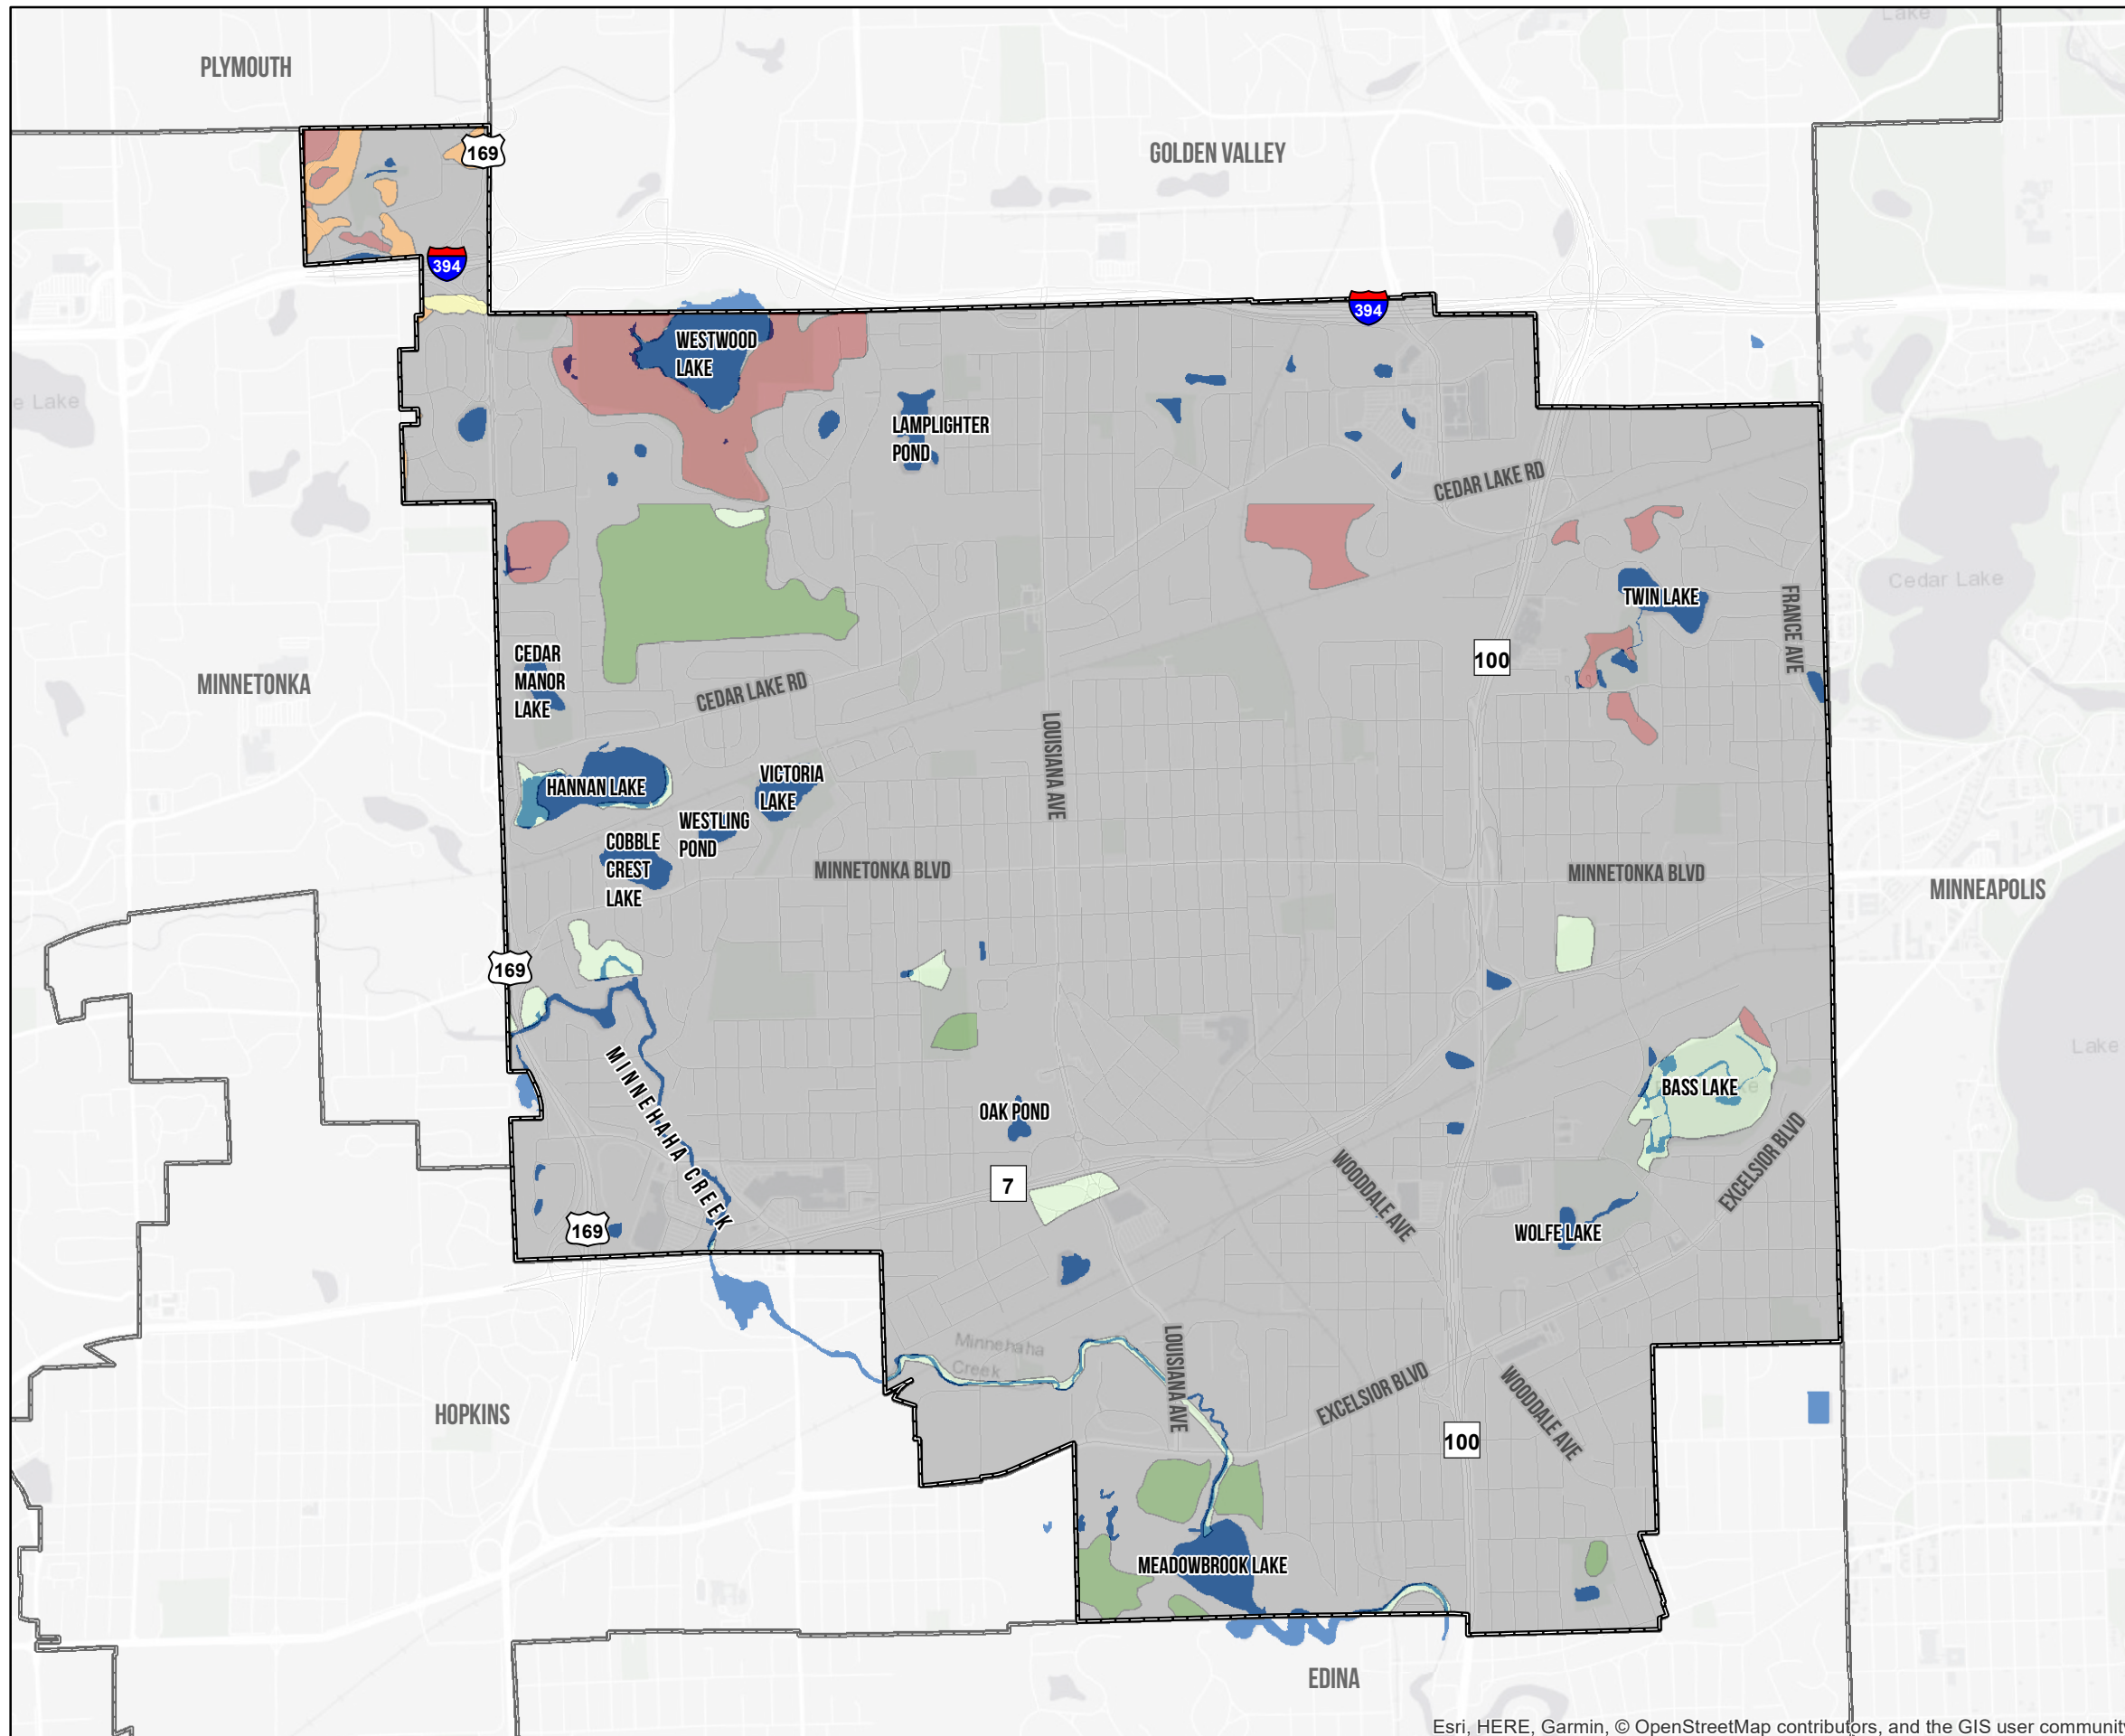 Lake
PLYMOUTH
169
GOLDEN VALLEY
394
394
WESTWOOD
LAKE
e Lake
LAMPLIGHTER
POND
CEDAR LAKE RD
Cedar Lake
TWIN LAKE
FRANCE AVE
CEDAR
MANOR
LAKE
100
MINNETONKA
CEDAR LAKE RD
LOUISIANA AVE
HANNAN LAKE
VICTORIA
LAKE
WESTLING
POND
COBBLE
CREST
LAKE
MINNETONKA BLVD
MINNETONKA BLVD
MINNEAPOLIS
169
MINNEHAHA CREEK
Lake
BASS LAKE
OAK POND
EXCELSIOR BLVD
7
WOODDALE AVE
169
WOLFE LAKE
Minnehaha
Creek
LOUISIANA AVE
EXCELSIOR BLVD
WOODDALE AVE
HOPKINS
100
MEADOWBROOK LAKE
EDINA
Esri, HERE, Garmin, © OpenStreetMap contributors, and the GIS user communit